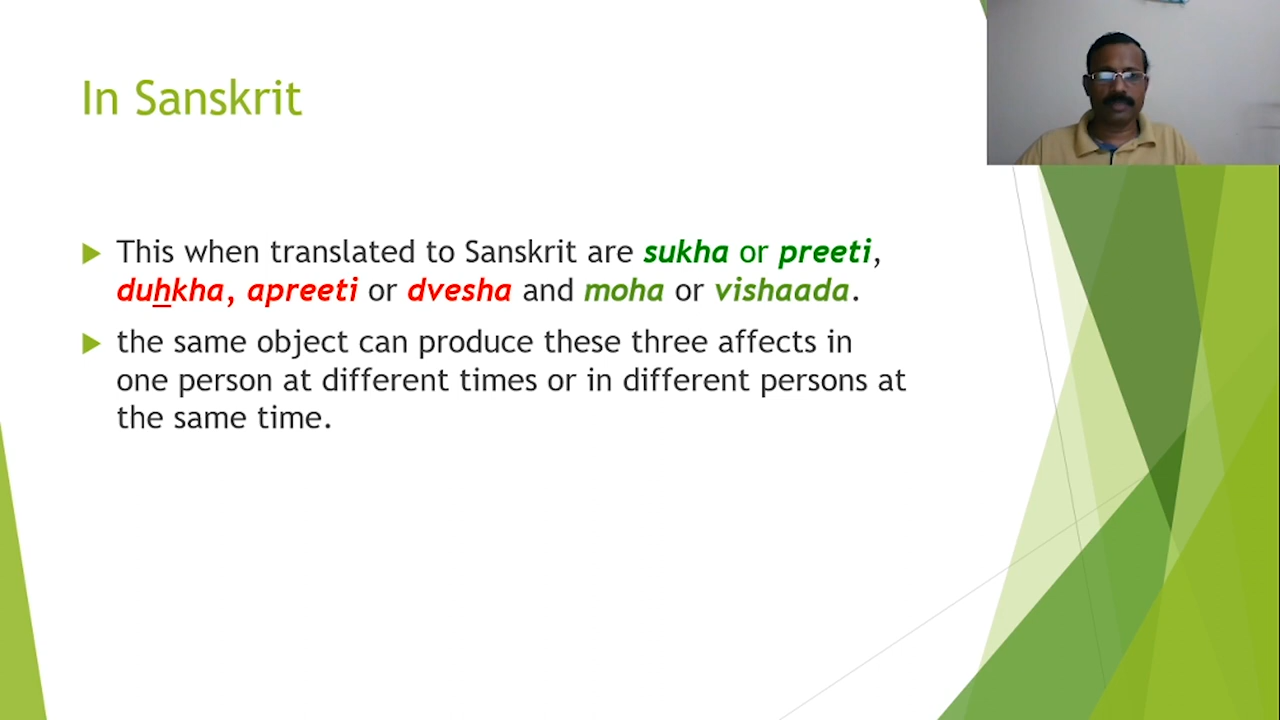 In Sanskrit
This when translated to Sanskrit are sukha or preeti,
duhkha, apreeti or dvesha and moha or vishaada.
the same object can produce these three affects in
one person at different times or in different persons at
the same time.